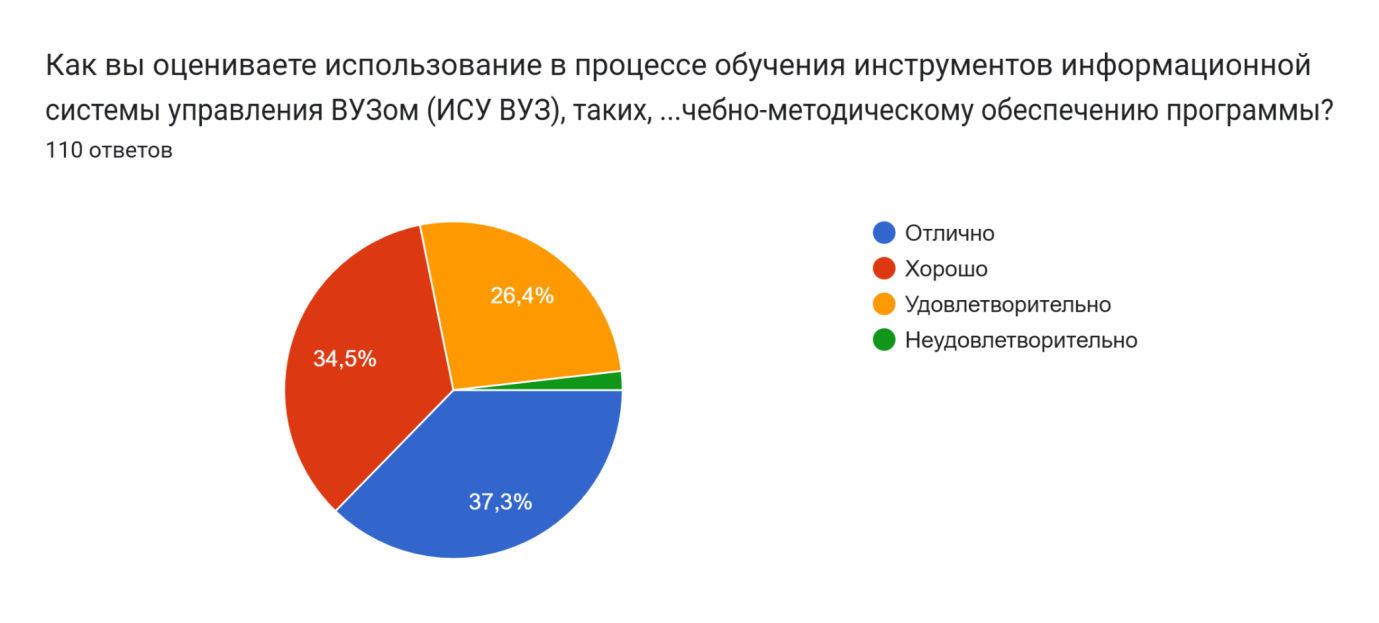 Как вы оцениваете использование в процессе обучения инструментов информационной
системы управления ВУЗом (ИСУ ВУЗ), таких, ...чебно-методическому обеспечению программы?
110 ответов
Отлично
Хорошо
Удовлетворительно
Неудовлетворительно
26,4%
34,5%
37,3%